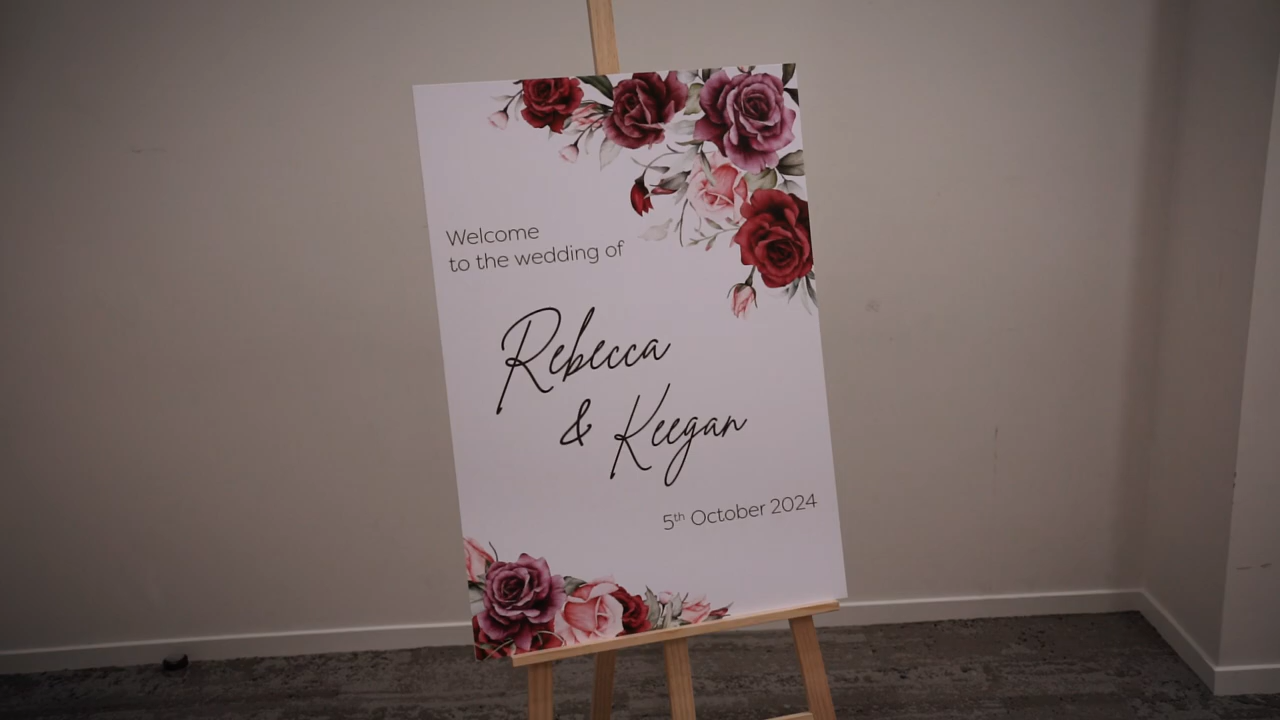 Welcome
to the wedding of
Rebecca
& Keegan
5th October 2024